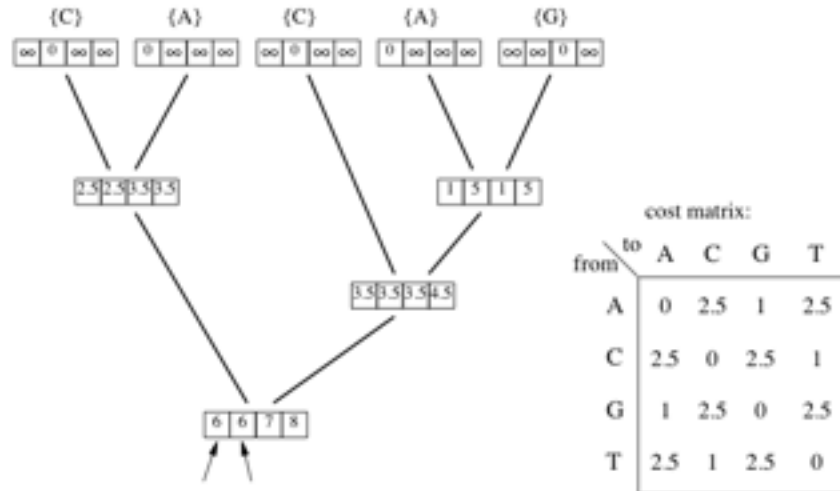 {C} {A} {C} {A} {G}
∞ 0 ∞ ∞ 0 ∞ ∞ ∞ ∞ 0 ∞ ∞ 0 ∞ ∞ ∞ ∞ ∞ 0 ∞
2.5 2.5 3.5 3.5 1 5 1 5
cost matrix:
to
from A C G T
3.5 3.5 3.5 4.5
A 0 2.5 1 2.5
C 2.5 0 2.5 1
6 6 7 8
G 1 2.5 0 2.5
T 2.5 1 2.5 0